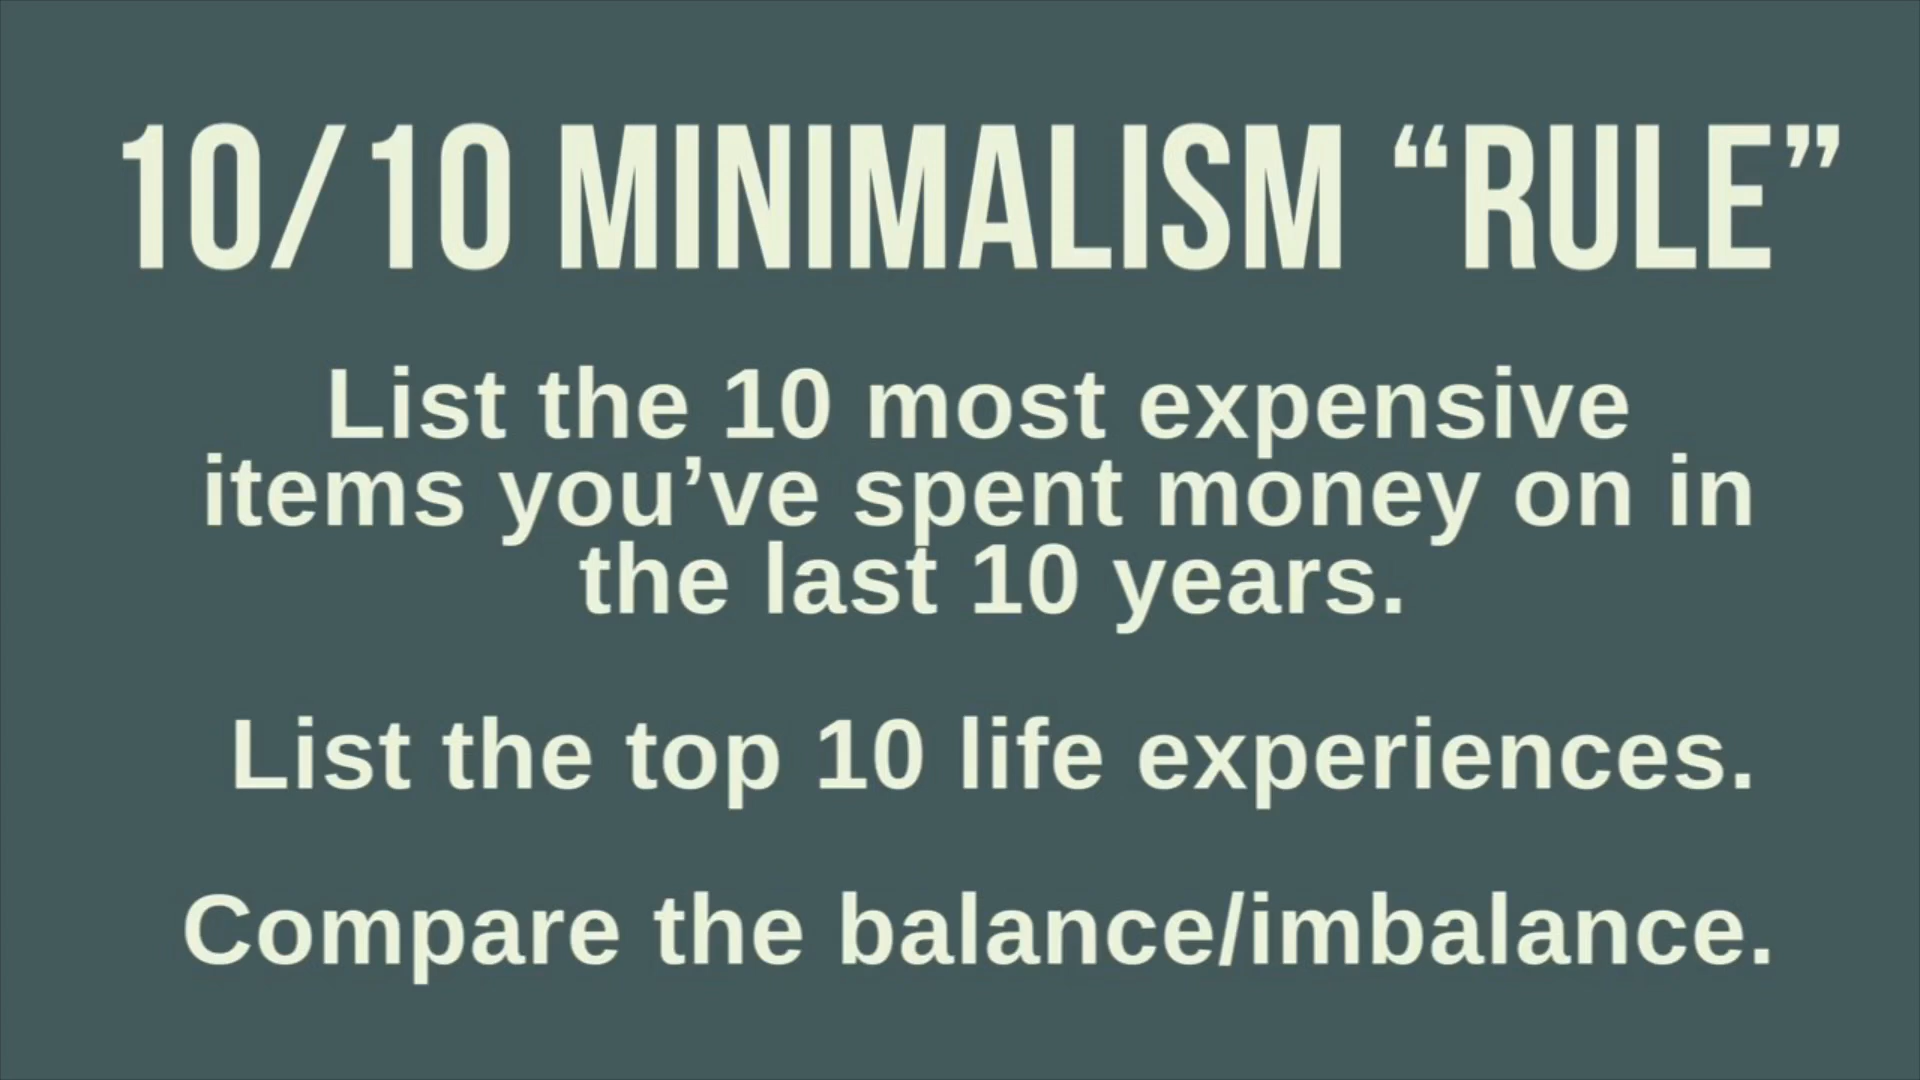 10/10 MINIMALISM “RULE”
List the 10 most expensive
items you’ve spent money on in
the last 10 years.
List the top 10 life experiences.
Compare the balance/imbalance.